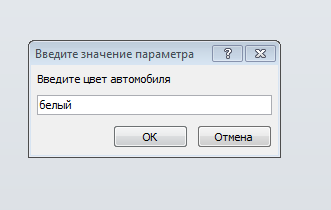 Введите значение параметра ?
Введите цвет автомобиля
белый
ОК Отмена